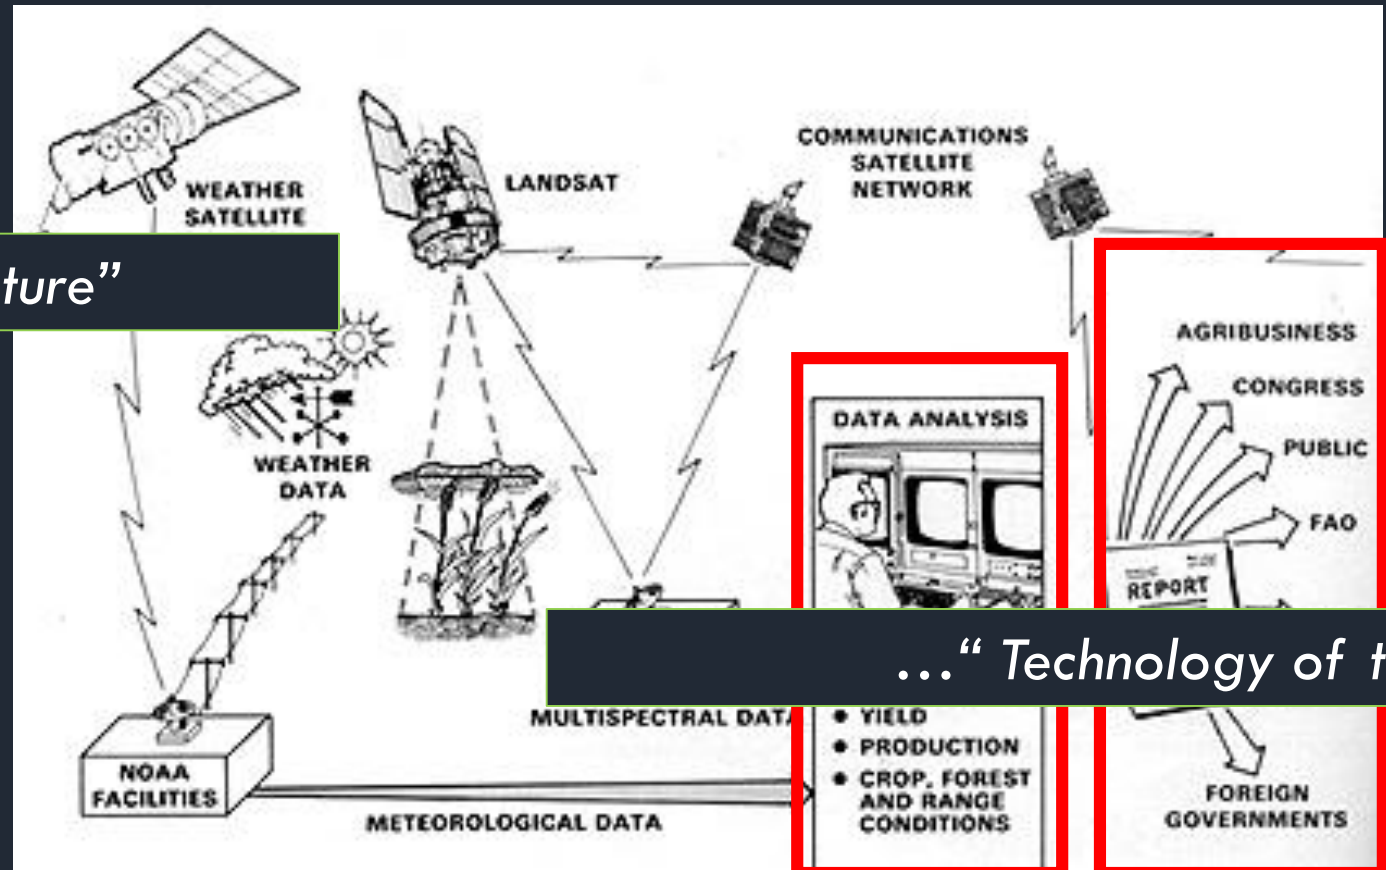 COMMUNICATIONS
SATELLITE
NETWORK
WEATHER
SATELLITE
LANDSAT
ture”
AGRIBUSINESS
CONGRESS
PUBLIC
FAO
DATA ANALYSIS
WEATHER
DATA
REPORT
…“ Technology of t
MULTISPECTRAL DATA
• YIELD
• PRODUCTION
• CROP, FOREST
AND RANGE
CONDITIONS
NOAA
FACILITIES
METEOROLOGICAL DATA
FOREIGN
GOVERNMENTS